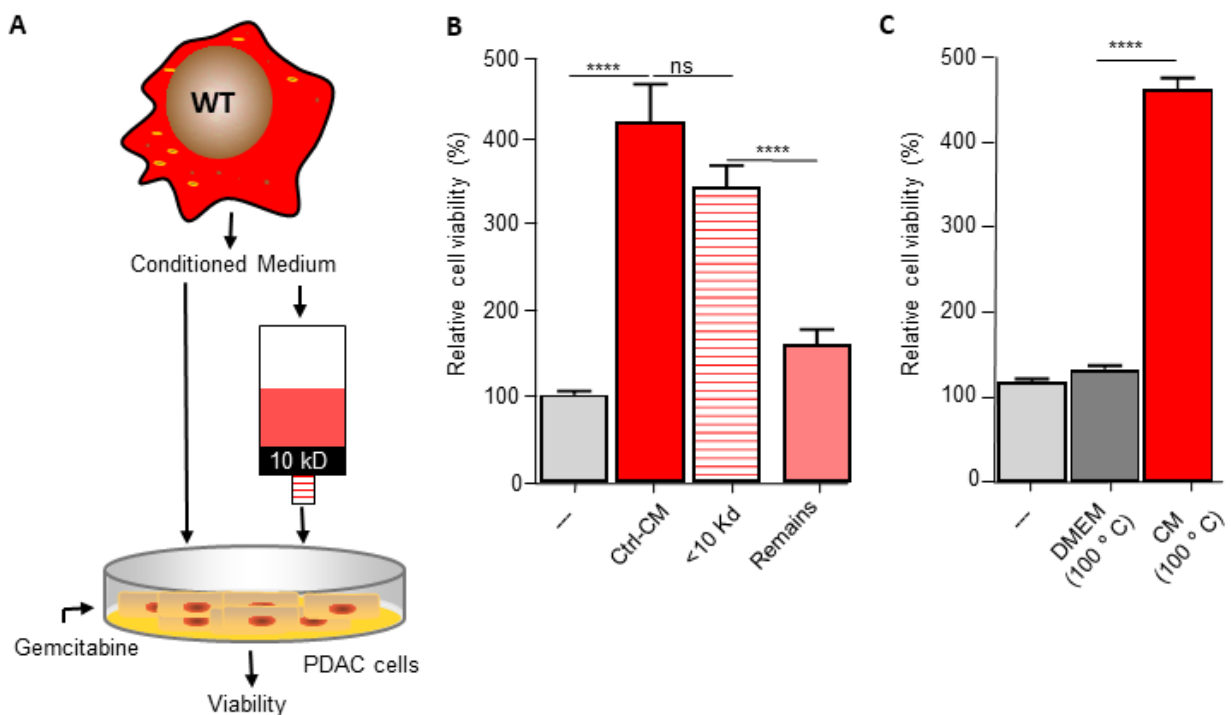 A
WT
Conditioned Medium
10 kD
Gemcitabine
PDAC cells
Viability
B
Relative cell viability (%)
500
400
300
200
100
0
****
ns
****
---
Ctrl-CM
<10 Kd
Remains
C
Relative cell viability (%)
500
400
300
200
100
0
****
---
DMEM
(100 º C)
CM
(100 º C)